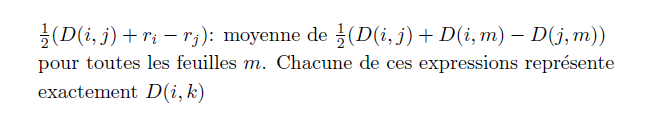 ½(D(i, j) + rᵢ − rⱼ): moyenne de ½(D(i, j) + D(i, m) − D(j, m))
pour toutes les feuilles m. Chacune de ces expressions représente
exactement D(i, k)